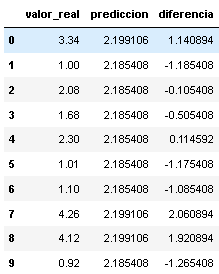 valor_real prediccion diferencia
0 3.34 2.199106 1.140894
1 1.00 2.185408 -1.185408
2 2.08 2.185408 -0.105408
3 1.68 2.185408 -0.505408
4 2.30 2.185408 0.114592
5 1.01 2.185408 -1.175408
6 1.10 2.185408 -1.085408
7 4.26 2.199106 2.060894
8 4.12 2.199106 1.920894
9 0.92 2.185408 -1.265408